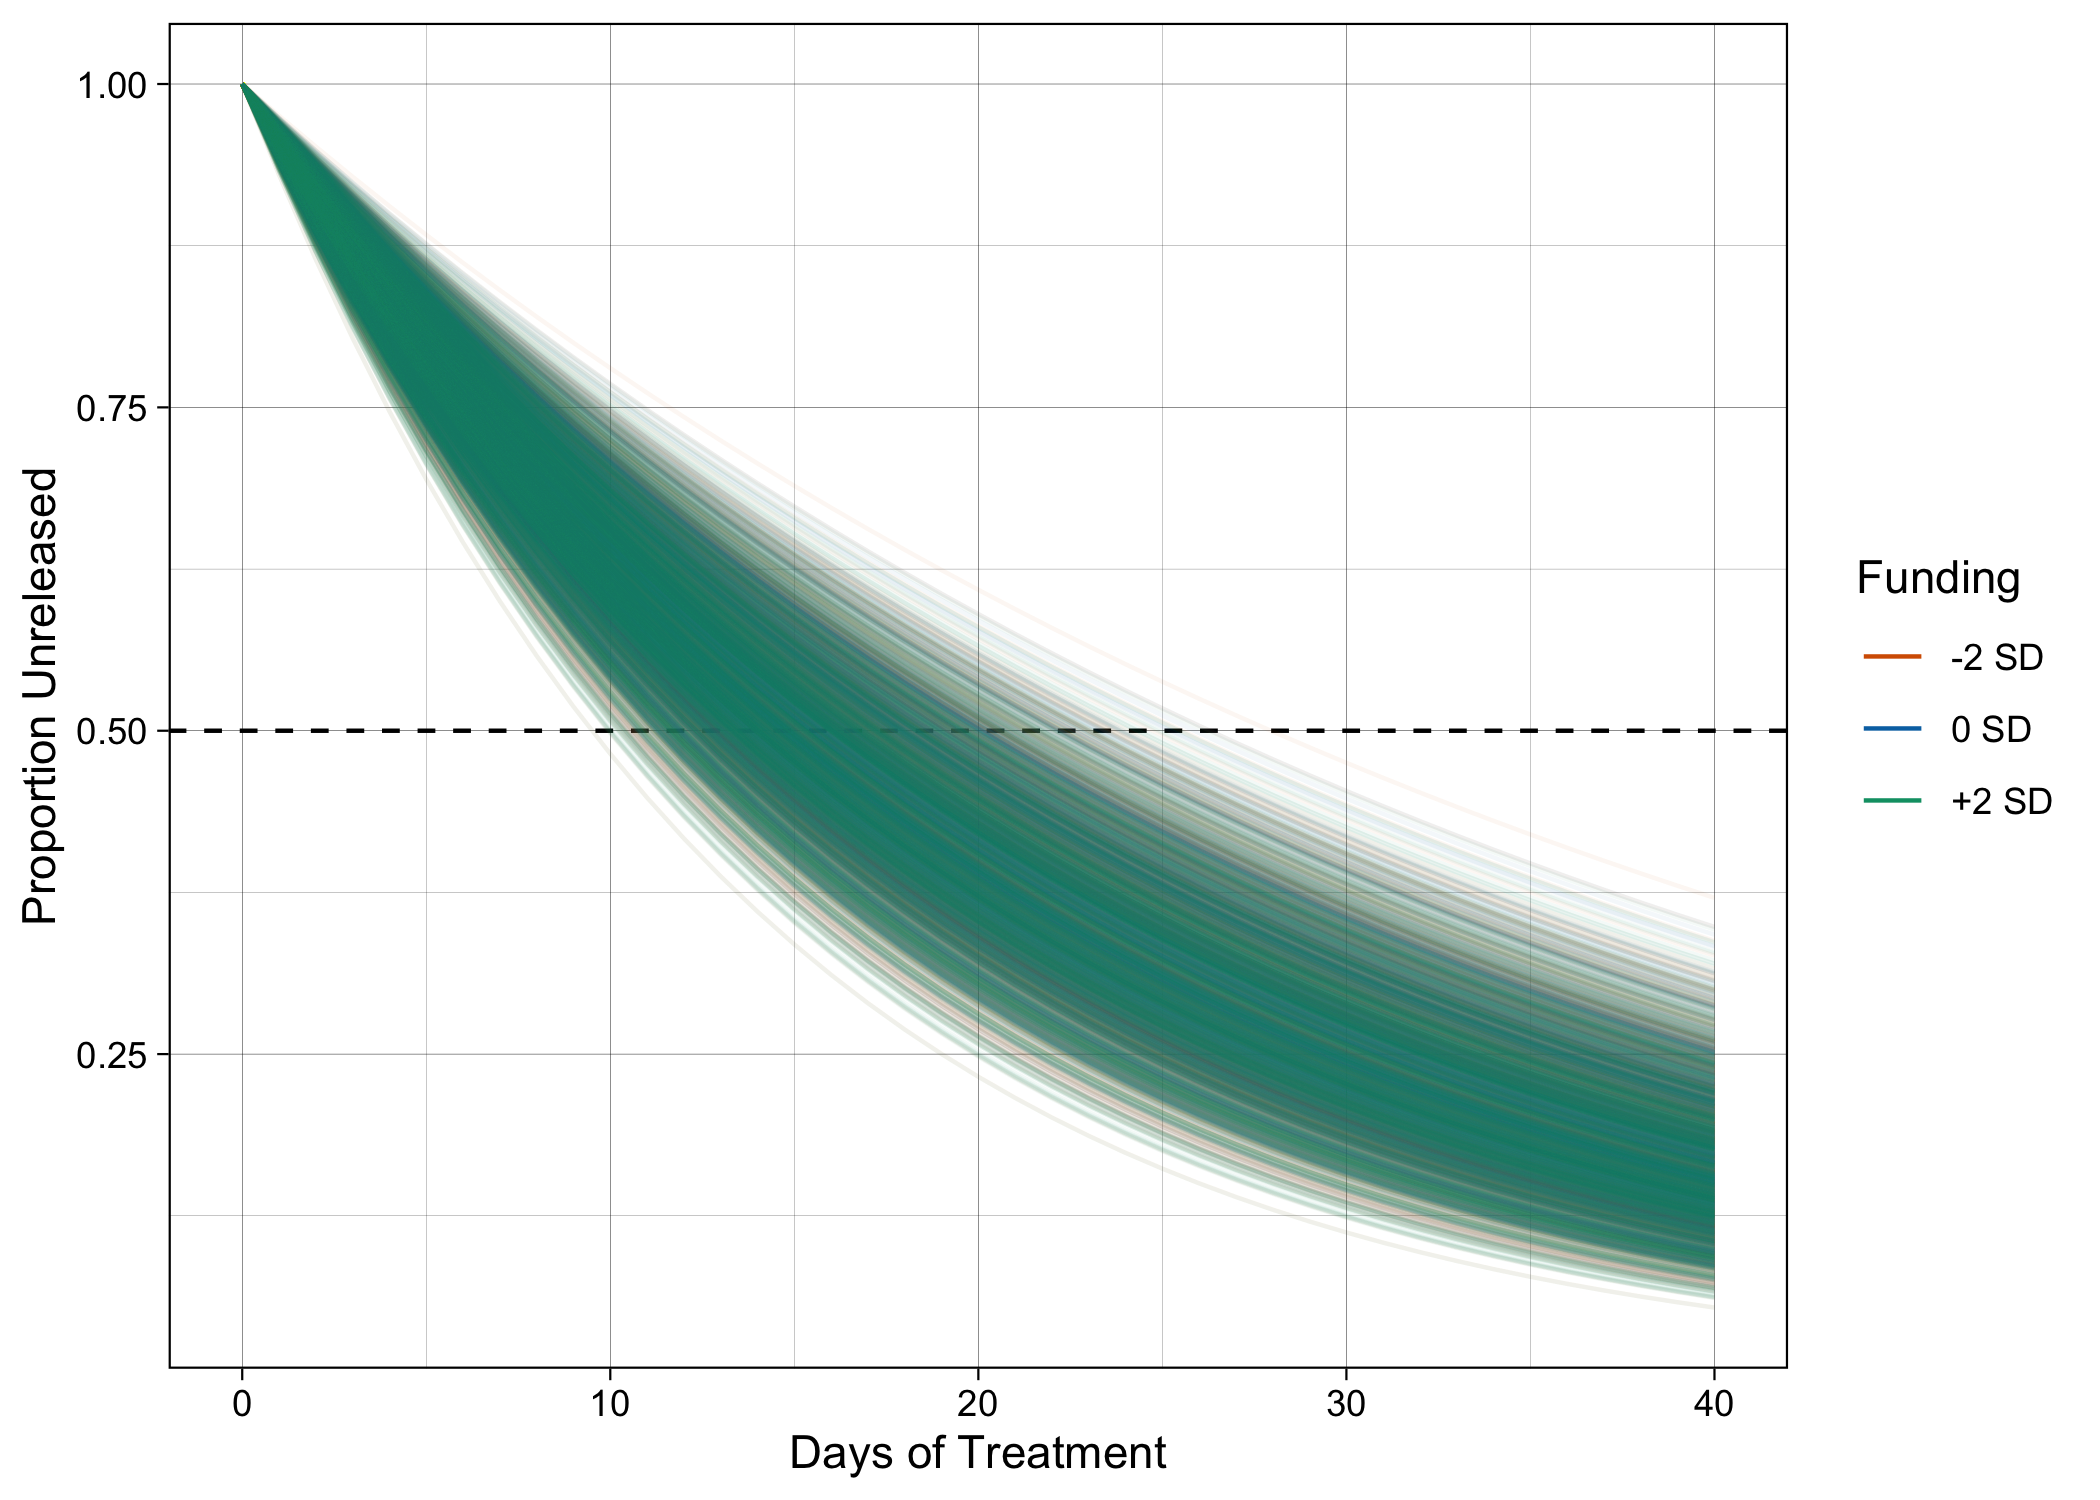 1.00
0.75
0.50
0.25
Proportion Unreleased
0
10
20
30
40
Days of Treatment
Funding
-2 SD
0 SD
+2 SD